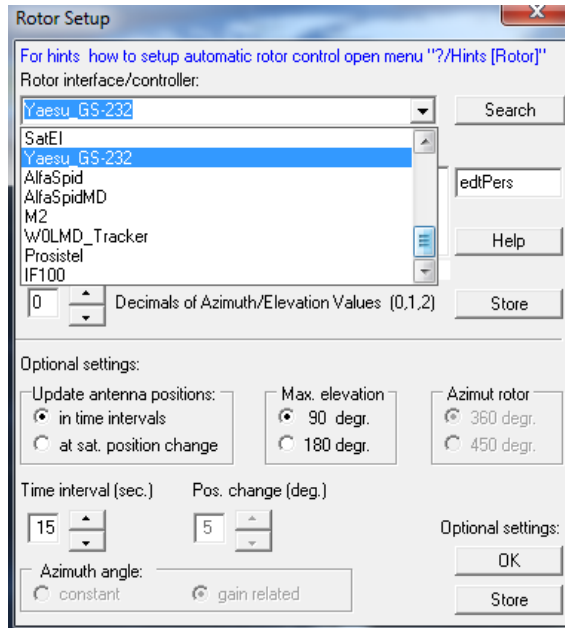 Rotor Setup
For hints how to setup automatic rotor control open menu "?/Hints [Rotor]"
Rotor interface/controller:
Yaesu_GS-232
Search
SatEl
Yaesu_GS-232
AlfaSpid
AlfaSpidMD
M2
W0LMD_Tracker
Prosistel
IF100
edtPers
Help
0 Decimals of Azimuth/Elevation Values (0,1,2) Store
Optional settings:
Update antenna positions: Max. elevation Azimut rotor
in time intervals 90 degr. 360 degr.
at sat. position change 180 degr. 450 degr.
Time interval (sec.) Pos. change (deg.)
15 5
Optional settings:
OK
Azimuth angle:
constant gain related
Store